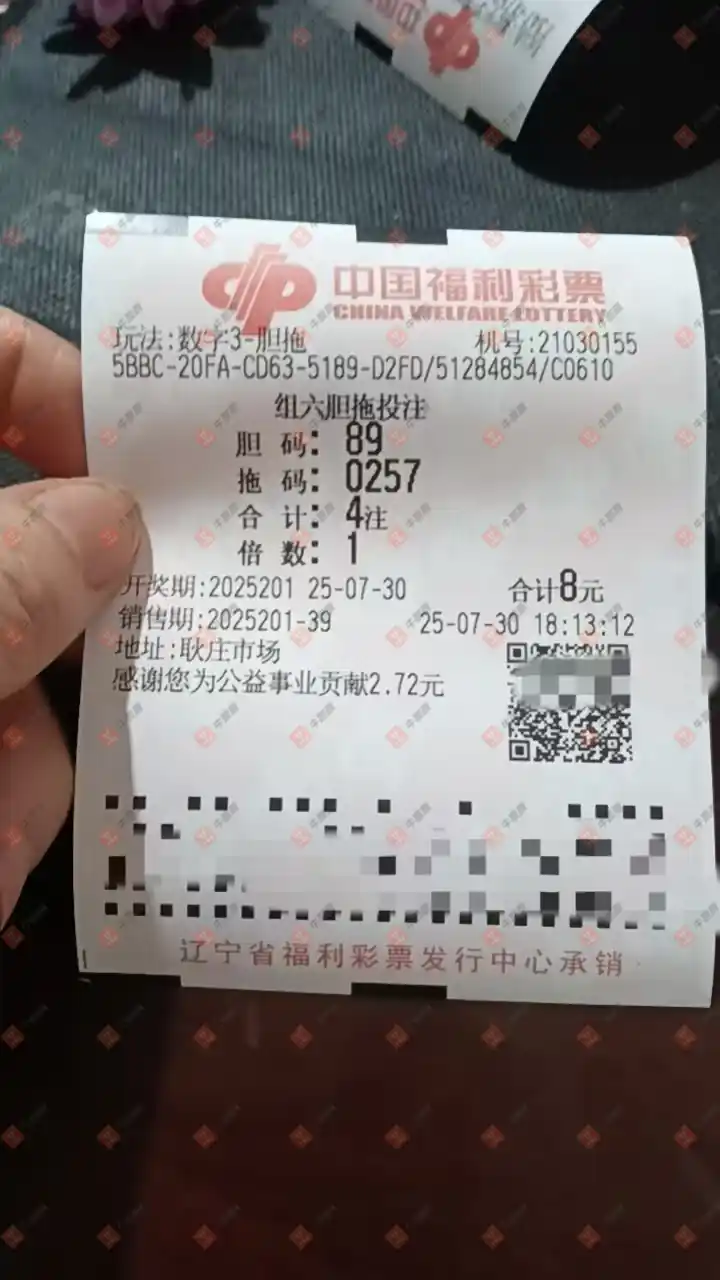 中国福利彩票
CHINA WELFARE LOTTERY
玩法:数字3-胆拖 机号:21030155
5BBC-20FA-CD63-5189-D2FD/51284854/C0610
组六胆拖投注
胆 码: 89
拖 码: 0257
合 计: 4注
倍 数: 1
开奖期:2025201 25-07-30 合计8元
销售期:2025201-39 25-07-30 18:13:12
地址:耿庄市场
感谢您为公益事业贡献2.72元
辽宁省福利彩票发行中心承销